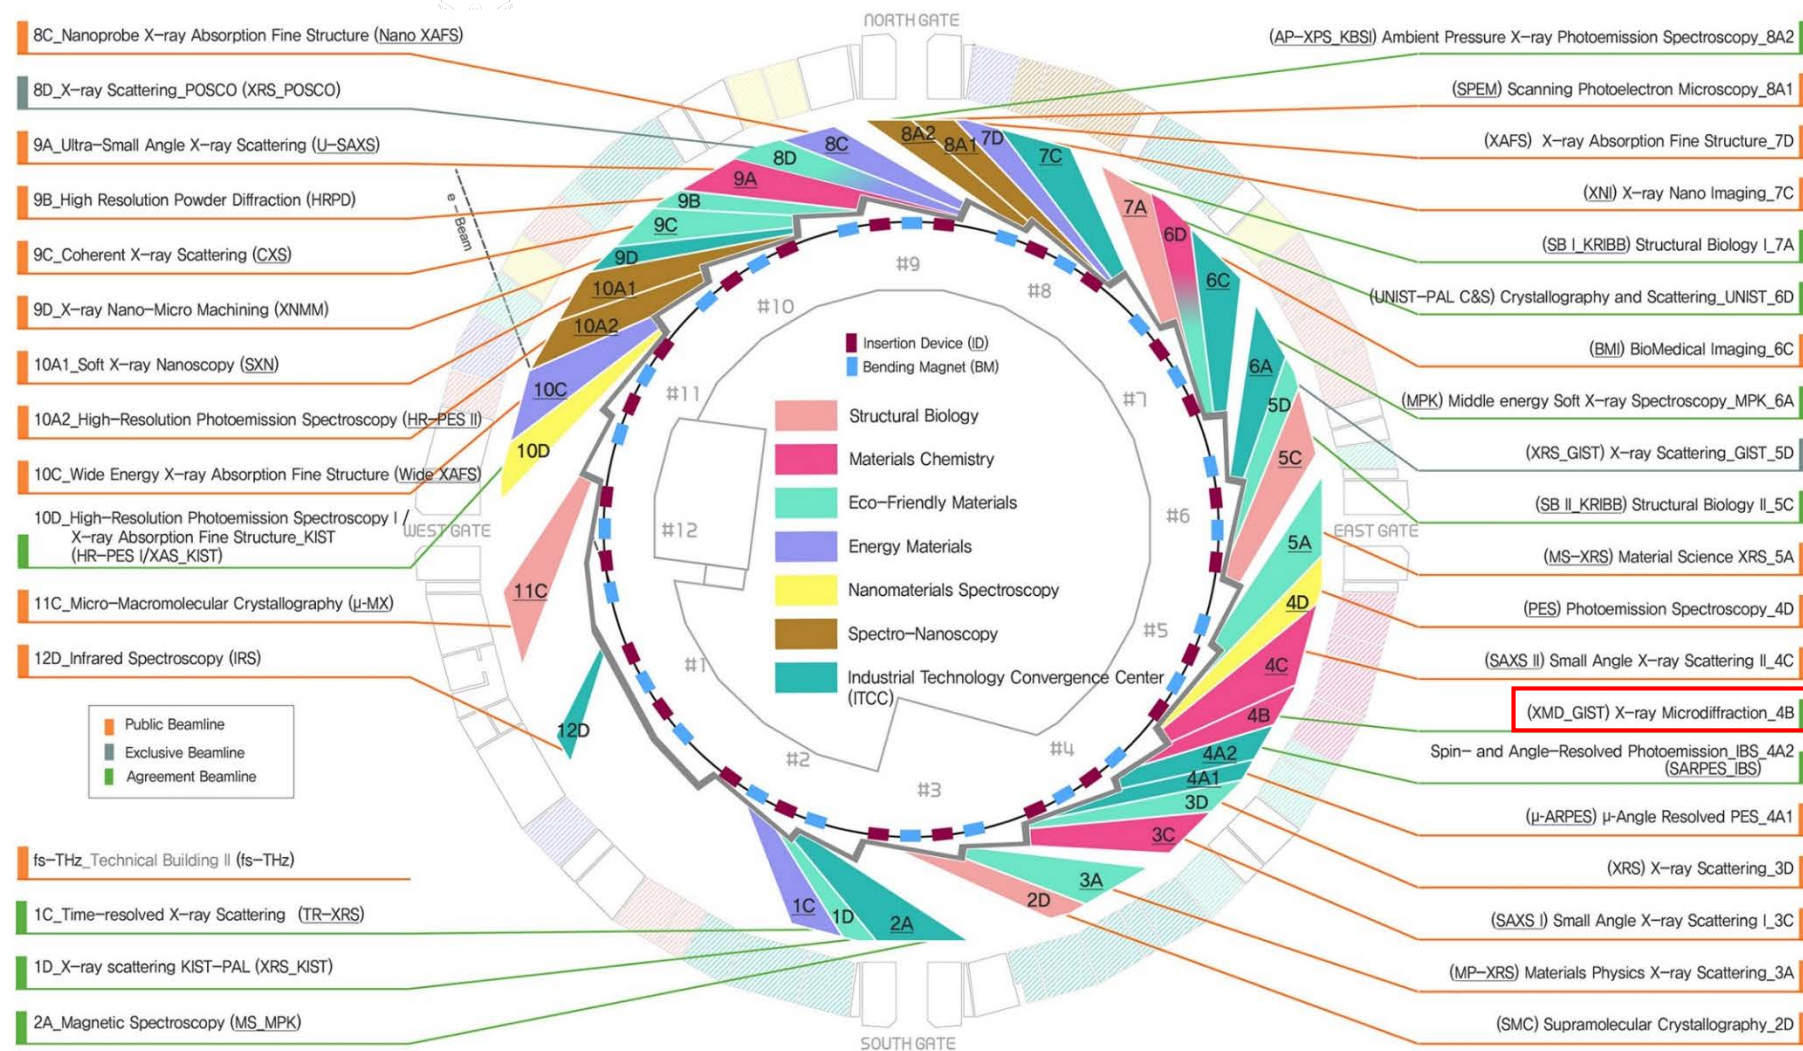 NORTH GATE
8C_Nanoprobe X-ray Absorption Fine Structure (Nano XAFS)
8D_X-ray Scattering_POSCO (XRS_POSCO)
9A_Ultra-Small Angle X-ray Scattering (U-SAXS)
9B_High Resolution Powder Diffraction (HRPD)
9C_Coherent X-ray Scattering (CXS)
9D_X-ray Nano-Micro Machining (XNMM)
10A1_Soft X-ray Nanoscopy (SXN)
10A2_High-Resolution Photoemission Spectroscopy (HR-PES II)
10C_Wide Energy X-ray Absorption Fine Structure (Wide XAFS)
10D_High-Resolution Photoemission Spectroscopy I /
X-ray Absorption Fine Structure_KIST
(HR-PES I/XAS_KIST)
WEST GATE
11C_Micro-Macromolecular Crystallography (μ-MX)
12D_Infrared Spectroscopy (IRS)
Public Beamline
Exclusive Beamline
Agreement Beamline
fs-THz_Technical Building II (fs-THz)
1C_Time-resolved X-ray Scattering (TR-XRS)
1D_X-ray scattering KIST-PAL (XRS_KIST)
2A_Magnetic Spectroscopy (MS_MPK)
e - Beam
8C
8D
9A
9B
9C
9D
10A1
10A2
10C
10D
11C
12D
1C
1D
2A
8A2
8A1
7D
7C
7A
6D
6C
6A
5D
5C
5A
4D
4C
4B
4A2
4A1
3D
3C
3A
2D
#9
#10
#8
#11
#7
#12
#6
#5
#1
#4
#2
#3
Insertion Device (ID)
Bending Magnet (BM)
Structural Biology
Materials Chemistry
Eco-Friendly Materials
Energy Materials
Nanomaterials Spectroscopy
Spectro-Nanoscopy
Industrial Technology Convergence Center
(ITCC)
(AP-XPS_KBSI) Ambient Pressure X-ray Photoemission Spectroscopy_8A2
(SPEM) Scanning Photoelectron Microscopy_8A1
(XAFS) X-ray Absorption Fine Structure_7D
(XNI) X-ray Nano Imaging_7C
(SB I_KRIBB) Structural Biology I_7A
(UNIST-PAL C&S) Crystallography and Scattering_UNIST_6D
(BMI) BioMedical Imaging_6C
(MPK) Middle energy Soft X-ray Spectroscopy_MPK_6A
(XRS_GIST) X-ray Scattering_GIST_5D
(SB II_KRIBB) Structural Biology II_5C
EAST GATE
(MS-XRS) Material Science XRS_5A
(PES) Photoemission Spectroscopy_4D
(SAXS II) Small Angle X-ray Scattering II_4C
(XMD_GIST) X-ray Microdiffraction_4B
Spin- and Angle-Resolved Photoemission_IBS_4A2
(SARPES_IBS)
(μ-ARPES) μ-Angle Resolved PES_4A1
(XRS) X-ray Scattering_3D
(SAXS I) Small Angle X-ray Scattering I_3C
(MP-XRS) Materials Physics X-ray Scattering_3A
(SMC) Supramolecular Crystallography_2D
SOUTH GATE